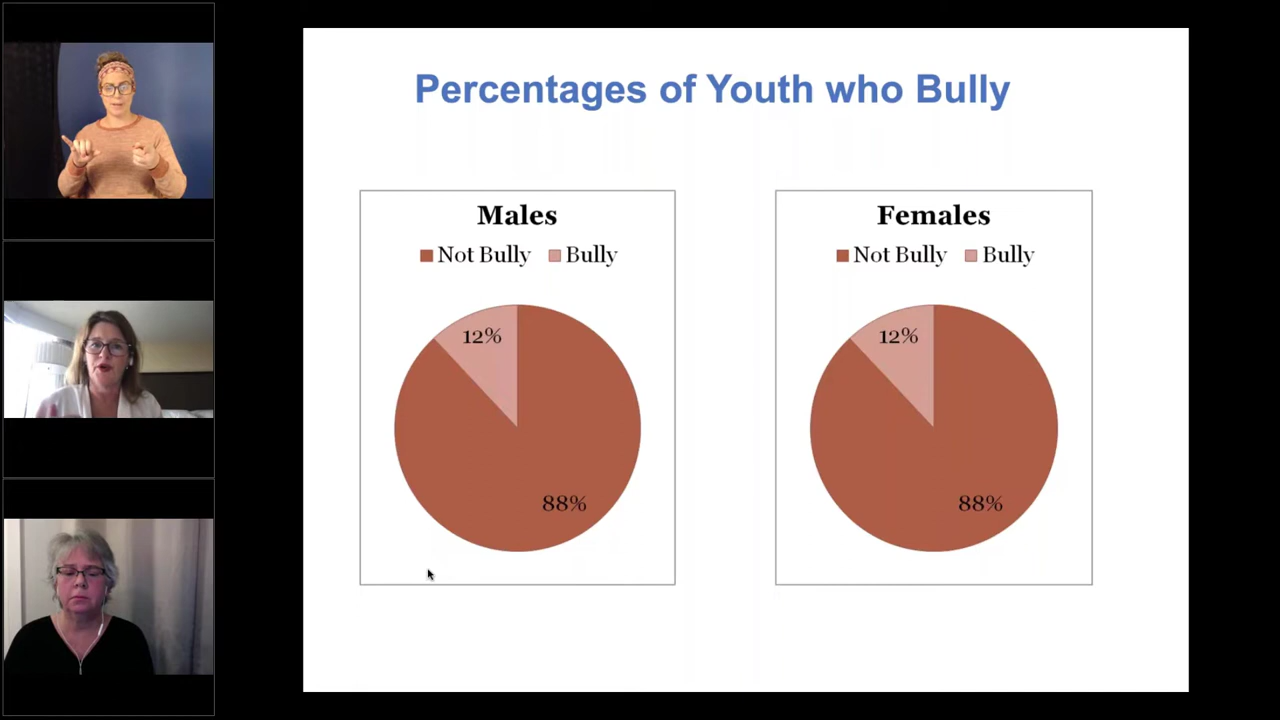 Percentages of Youth who Bully
Males
Not Bully Bully
12%
88%
Females
Not Bully Bully
12%
88%